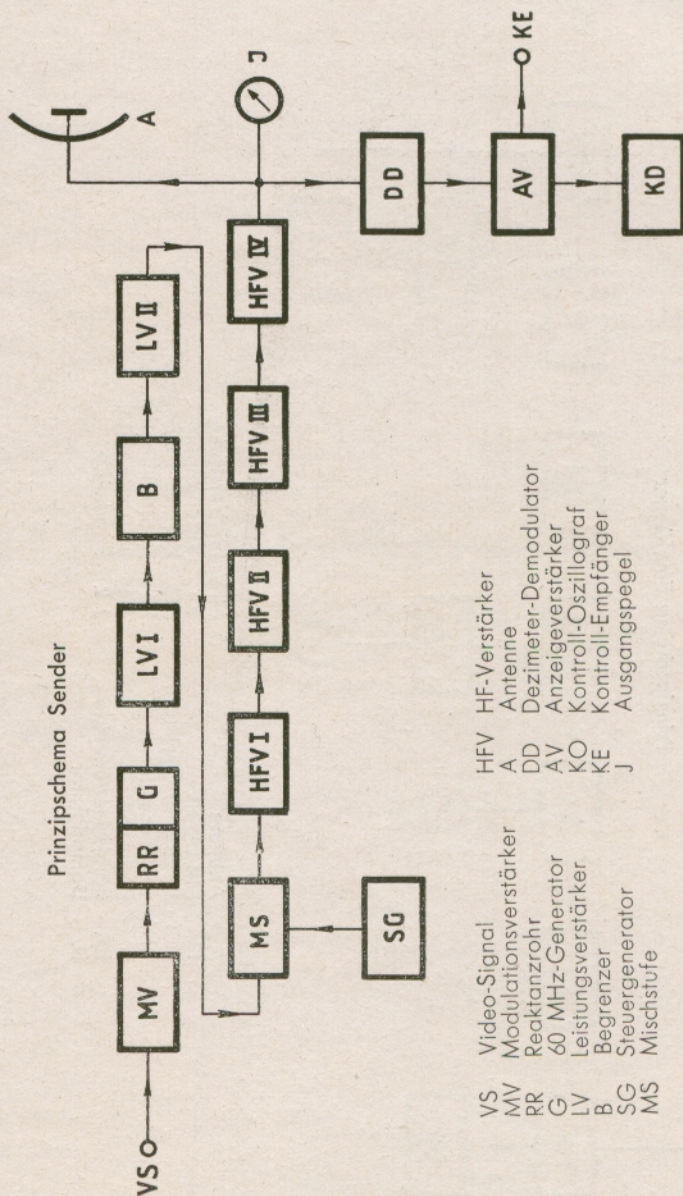 Prinzipschema Sender
VS
MV
RR
G
LV I
B
LV II
MS
HFV I
HFV II
HFV III
HFV IV
SG
A
J
DD
AV
KE
KD
VS Video-Signal
MV Modulationsverstärker
RR Reaktanzrohr
G 60 MHz-Generator
LV Leistungsverstärker
B Begrenzer
SG Steuergenerator
MS Mischstufe
HFV HF-Verstärker
A Antenne
DD Dezimeter-Demodulator
AV Anzeigeverstärker
KO Kontroll-Oszillograf
KE Kontroll-Empfänger
J Ausgangspegel